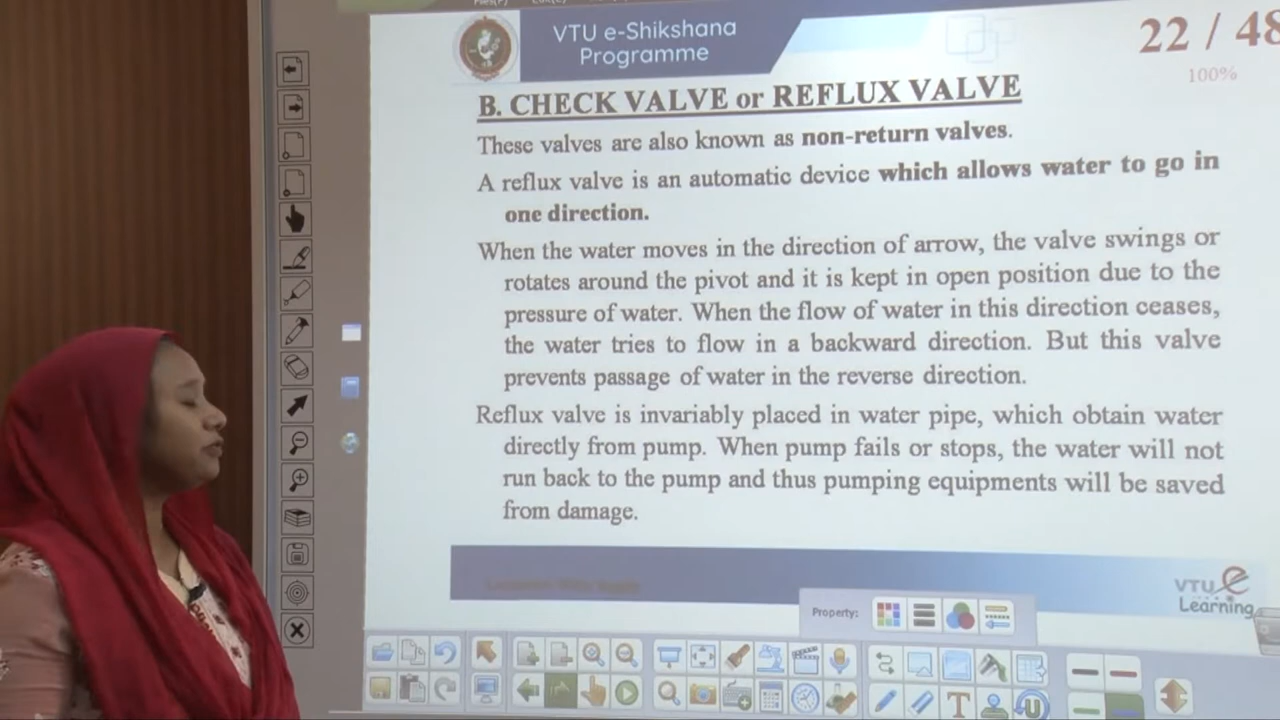 VTU e-Shikshana
Programme
22 / 48
100%
B. CHECK VALVE or REFLUX VALVE
These valves are also known as non-return valves.
A reflux valve is an automatic device which allows water to go in
one direction.
When the water moves in the direction of arrow, the valve swings or
rotates around the pivot and it is kept in open position due to the
pressure of water. When the flow of water in this direction ceases,
the water tries to flow in a backward direction. But this valve
prevents passage of water in the reverse direction.
Reflux valve is invariably placed in water pipe, which obtain water
directly from pump. When pump fails or stops, the water will not
run back to the pump and thus pumping equipments will be saved
from damage.
VTU e
Learning
Property: